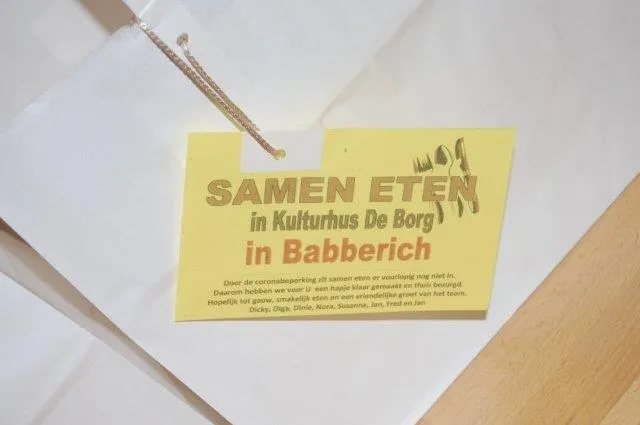 SAMEN ETEN
in Kulturhus De Borg
in Babberich
Door de coronabeperking zit samen eten er voorlopig nog niet in.
Daarom hebben we voor U een hapje klaar gemaakt en thuis bezorgd.
Hopelijk tot gauw, smakelijk eten en een vriendelijke groet van het team.
Dicky, Olga, Dinie, Nora, Susanne, Jan, Fred en Jan